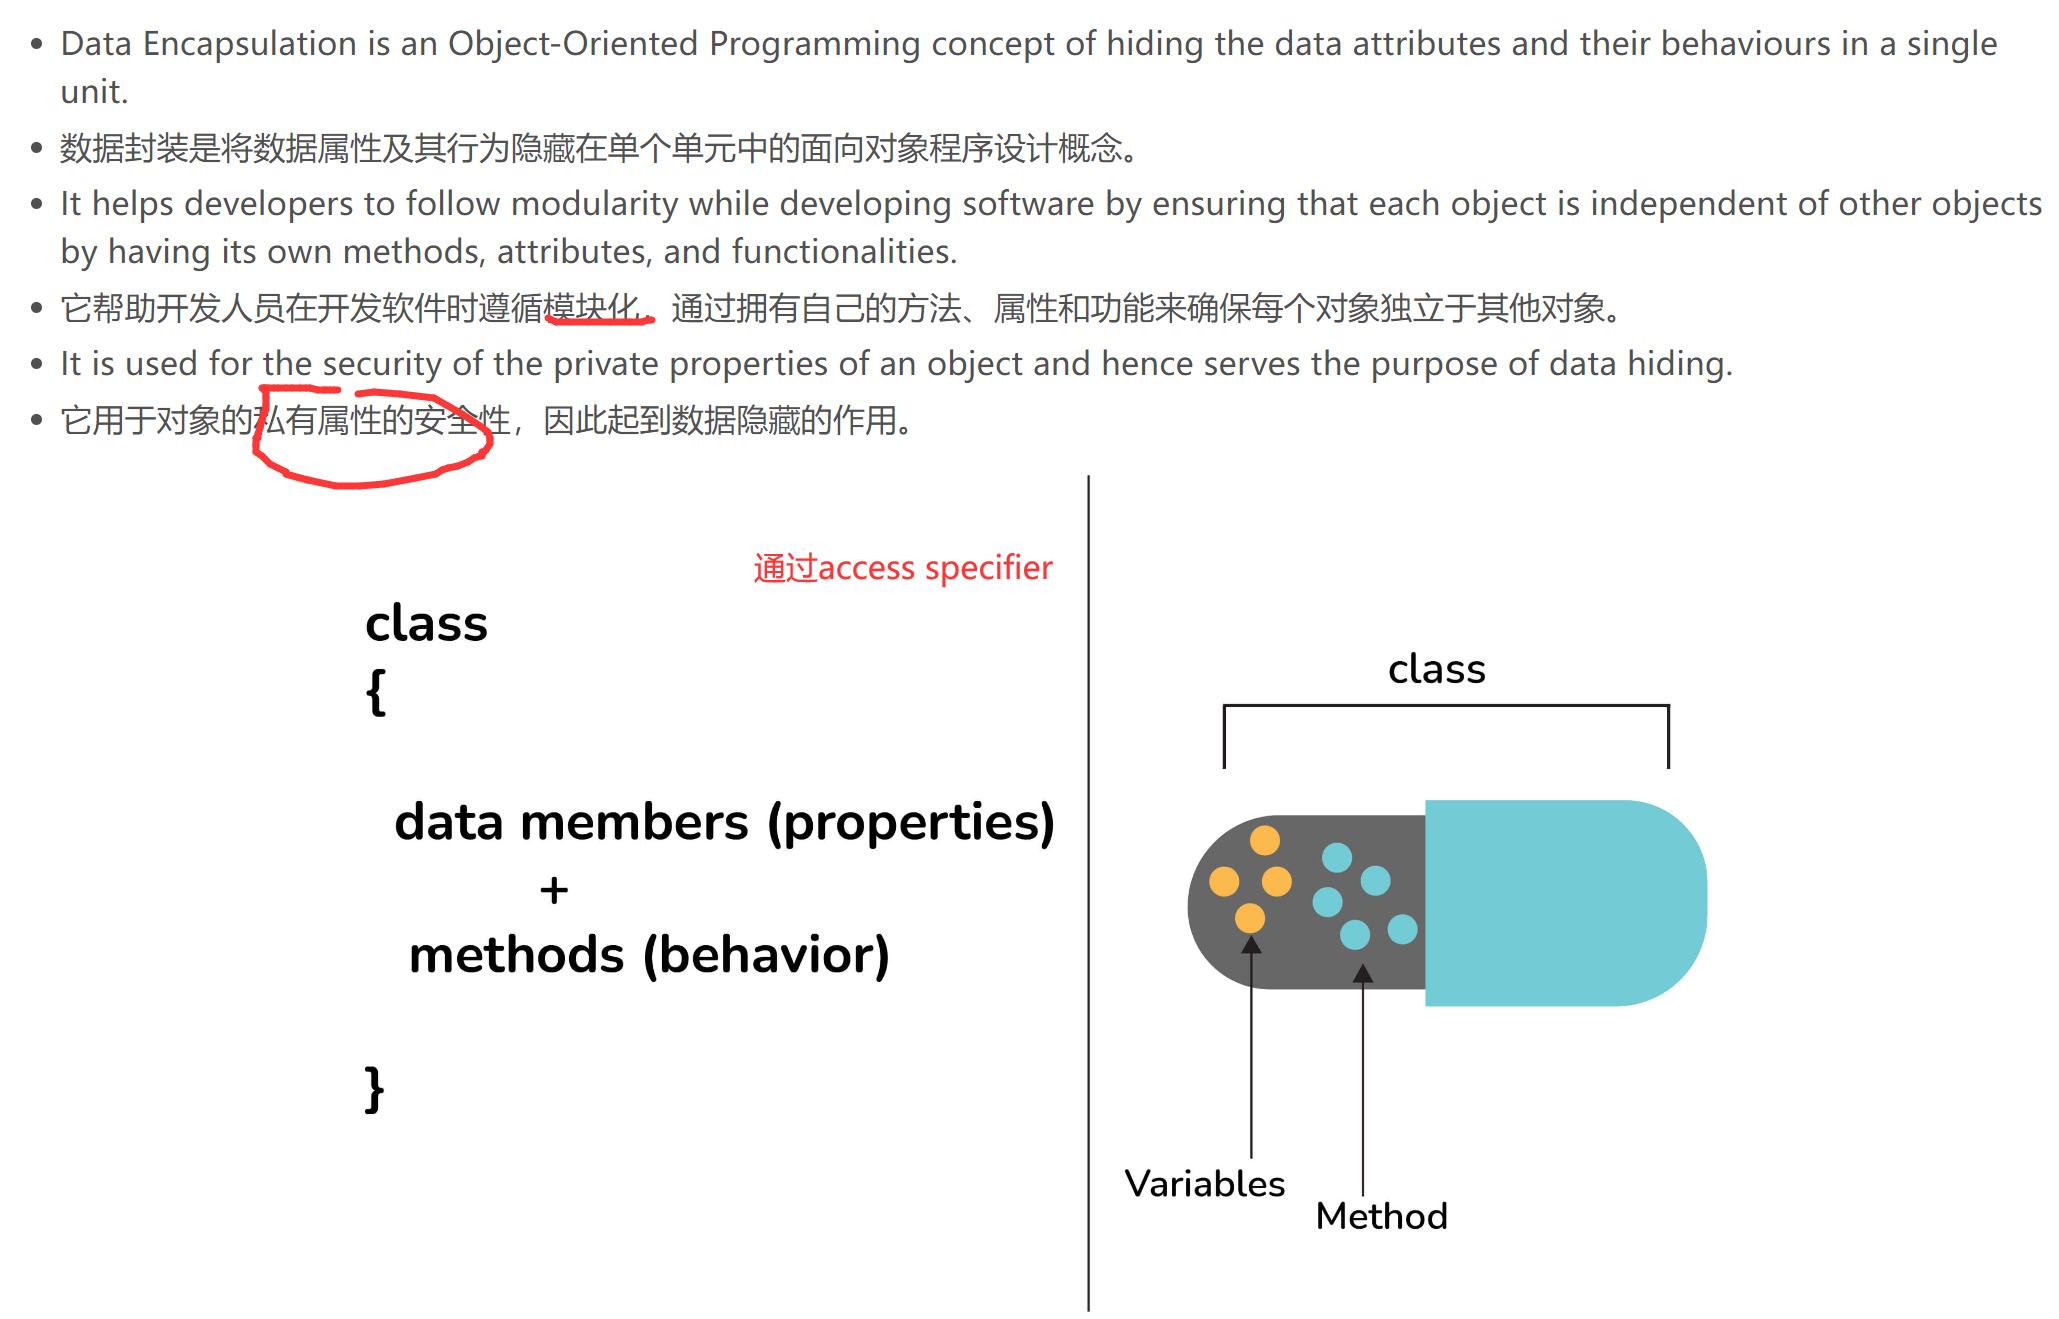 Data Encapsulation is an Object-Oriented Programming concept of hiding the data attributes and their behaviours in a single
unit.
数据封装是将数据属性及其行为隐藏在单个单元中的面向对象程序设计概念。
It helps developers to follow modularity while developing software by ensuring that each object is independent of other objects
by having its own methods, attributes, and functionalities.
它帮助开发人员在开发软件时遵循模块化，通过拥有自己的方法、属性和功能来确保每个对象独立于其他对象。
It is used for the security of the private properties of an object and hence serves the purpose of data hiding.
它用于对象的私有属性的安全性，因此起到数据隐藏的作用。
通过access specifier
class
{
data members (properties)
+
methods (behavior)
}
class
Variables
Method